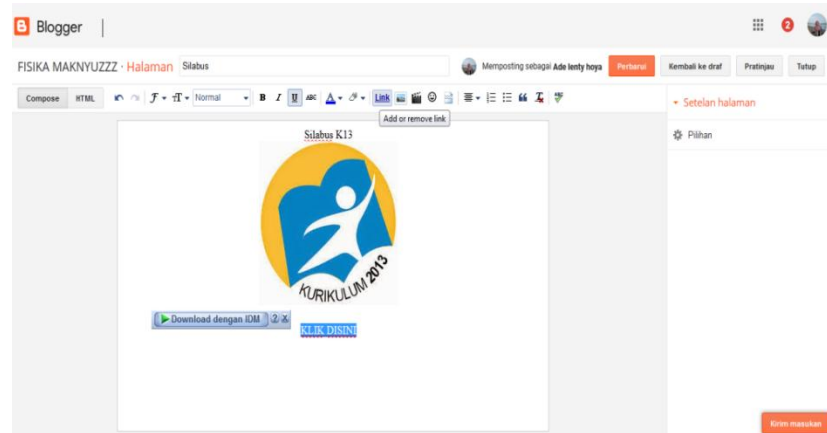 Blogger
2
FISIKA MAKNYUZZZ · Halaman Silabus Memposting sebagai Ade lenty hoya Perbarui Kembali ke draf Pratinjau Tutup
Compose HTML Normal B I U ABC A Link
Add or remove link
Setelan halaman
Pilihan
Silabus K13
KURIKULUM 2013
Download dengan IDM ? X
KLIK DISINI
Kirim masukan